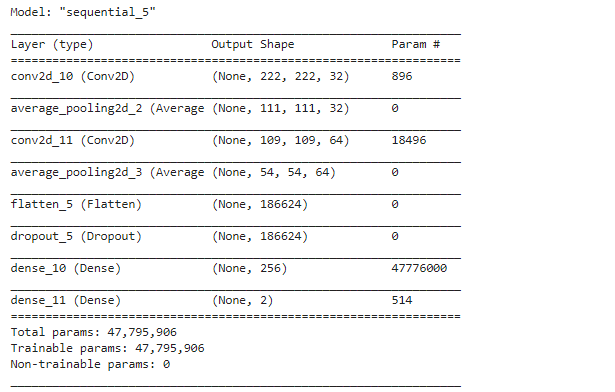 Model: "sequential_5"
_________________________________________________________________
Layer (type)                 Output Shape              Param #
=================================================================
conv2d_10 (Conv2D)           (None, 222, 222, 32)      896
_________________________________________________________________
average_pooling2d_2 (Average (None, 111, 111, 32)      0
_________________________________________________________________
conv2d_11 (Conv2D)           (None, 109, 109, 64)      18496
_________________________________________________________________
average_pooling2d_3 (Average (None, 54, 54, 64)        0
_________________________________________________________________
flatten_5 (Flatten)          (None, 186624)            0
_________________________________________________________________
dropout_5 (Dropout)          (None, 186624)            0
_________________________________________________________________
dense_10 (Dense)             (None, 256)               47776000
_________________________________________________________________
dense_11 (Dense)             (None, 2)                 514
=================================================================
Total params: 47,795,906
Trainable params: 47,795,906
Non-trainable params: 0
_________________________________________________________________